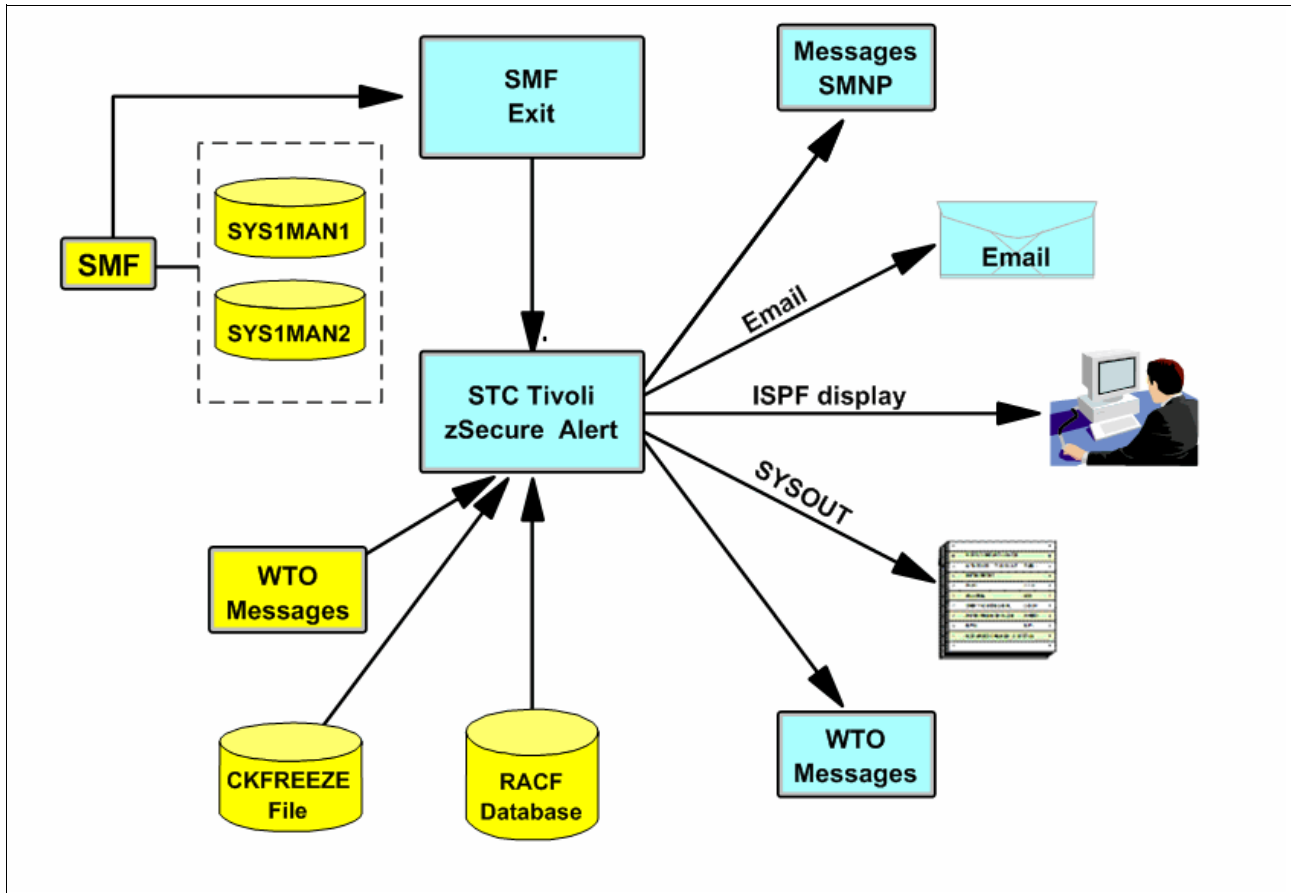 SMF
Exit
Messages
SMNP
SYS1MAN1
SMF
SYS1MAN2
Email
Email
STC Tivoli
zSecure Alert
ISPF display
SYSOUT
WTO
Messages
CKFREEZE
File
RACF
Database
WTO
Messages